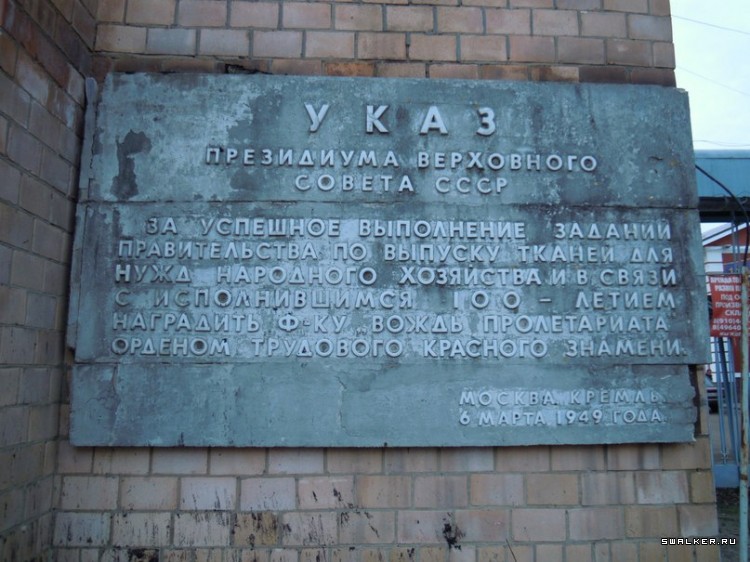 УКАЗ
ПРЕЗИДИУМА ВЕРХОВНОГО
СОВЕТА СССР
ЗА УСПЕШНОЕ ВЫПОЛНЕНИЕ ЗАДАНИЙ
ПРАВИТЕЛЬСТВА ПО ВЫПУСКУ ТКАНЕЙ ДЛЯ
НУЖД НАРОДНОГО ХОЗЯЙСТВА И В СВЯЗИ
С ИСПОЛНИВШИМСЯ 100-ЛЕТИЕМ
НАГРАДИТЬ Ф-КУ ВОЖДЬ ПРОЛЕТАРИАТА
ОРДЕНОМ ТРУДОВОГО КРАСНОГО ЗНАМЕНИ.
МОСКВА. КРЕМЛЬ.
6 МАРТА 1949 ГОДА.
SWALKER.RU